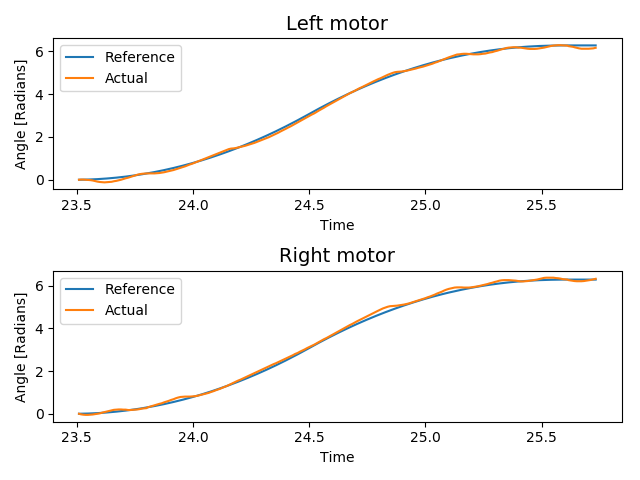 Left motor
Reference
Actual
Angle [Radians]
6
4
2
0
23.5 24.0 24.5 25.0 25.5
Time
Right motor
Reference
Actual
Angle [Radians]
6
4
2
0
23.5 24.0 24.5 25.0 25.5
Time